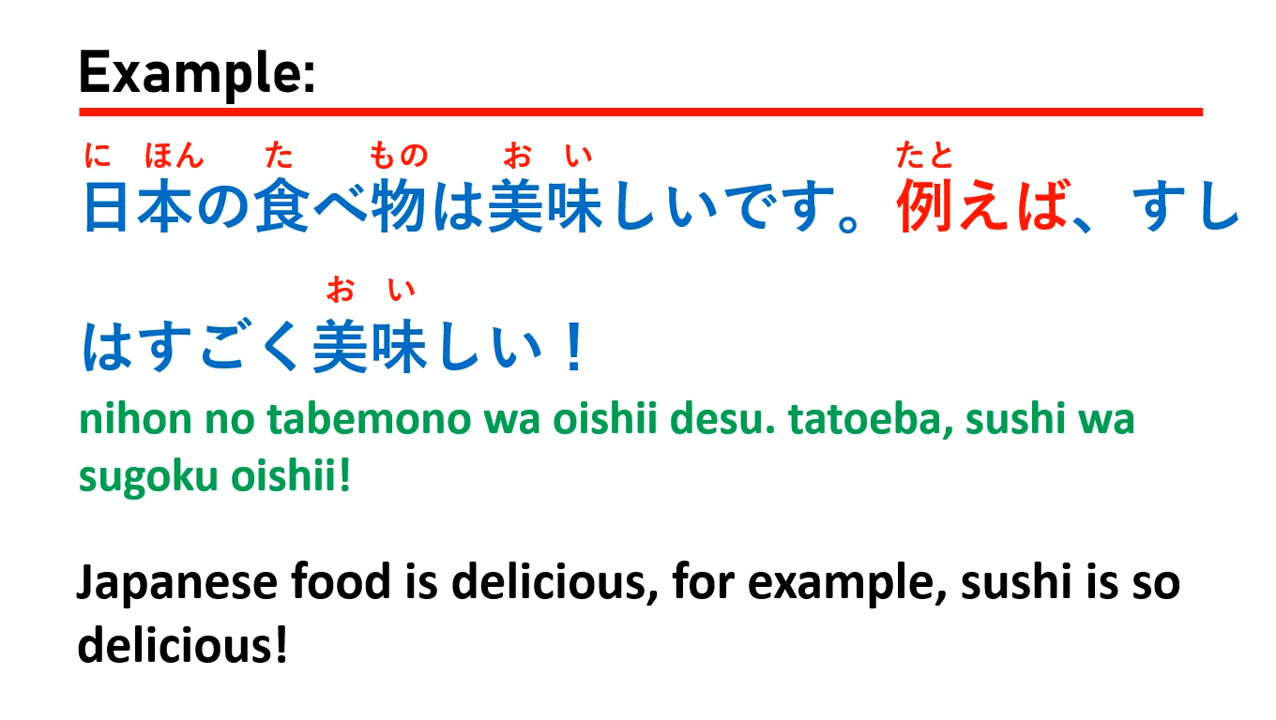 Example:
に ほん た もの お い たと
日本の食べ物は美味しいです。例えば、すし
お い
はすごく美味しい！
nihon no tabemono wa oishii desu. tatoeba, sushi wa
sugoku oishii!
Japanese food is delicious, for example, sushi is so
delicious!